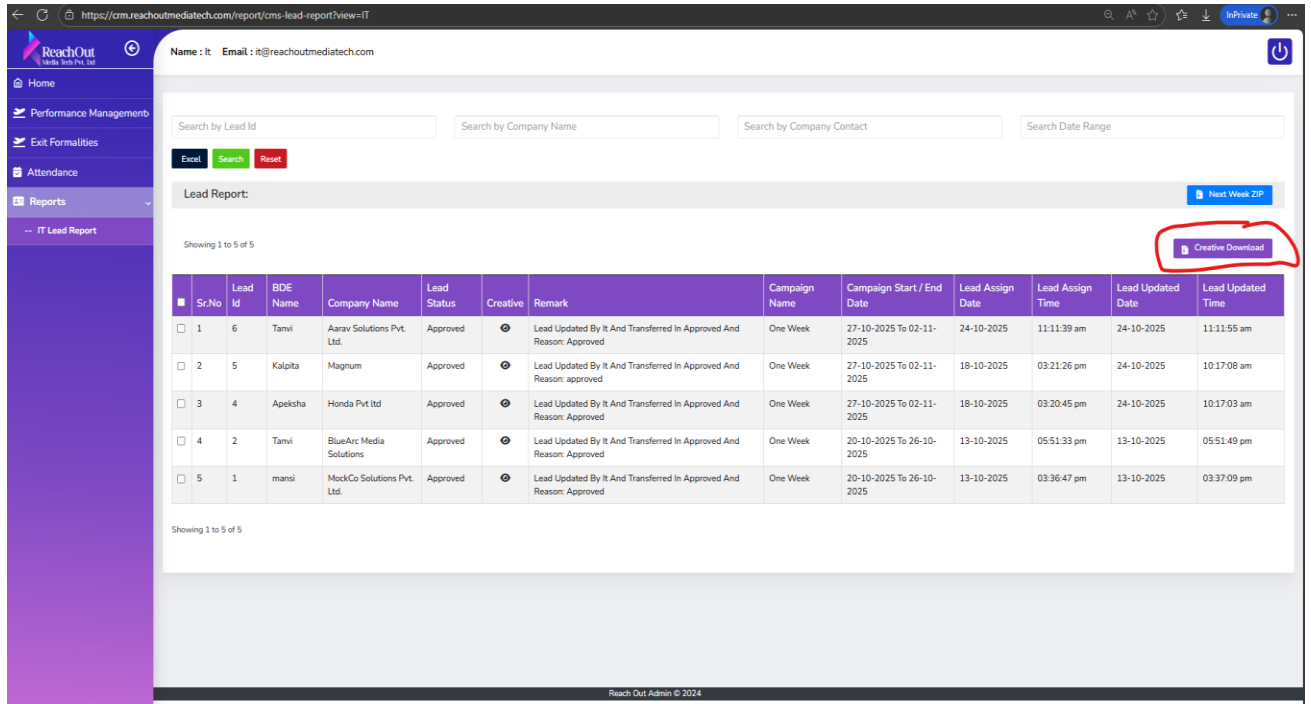 https://crm.reachoutmediatech.com/report/cms-lead-report?view=IT
InPrivate
ReachOut
Media Tech Pvt. Ltd
Name : It Email : it@reachoutmediatech.com
Home
Performance Management
Exit Formalities
Attendance
Reports
-- IT Lead Report
Search by Lead Id Search by Company Name Search by Company Contact Search Date Range
Excel Search Reset
Lead Report: Next Week ZIP
Showing 1 to 5 of 5 Creative Download
Sr.No Lead Id BDE Name Company Name Lead Status Creative Remark Campaign Name Campaign Start / End Date Lead Assign Date Lead Assign Time Lead Updated Date Lead Updated Time
1 6 Tanvi Aarav Solutions Pvt. Ltd. Approved Lead Updated By It And Transferred In Approved And Reason: Approved One Week 27-10-2025 To 02-11-2025 24-10-2025 11:11:39 am 24-10-2025 11:11:55 am
2 5 Kalpita Magnum Approved Lead Updated By It And Transferred In Approved And Reason: approved One Week 27-10-2025 To 02-11-2025 18-10-2025 03:21:26 pm 24-10-2025 10:17:08 am
3 4 Apeksha Honda Pvt ltd Approved Lead Updated By It And Transferred In Approved And Reason: Approved One Week 27-10-2025 To 02-11-2025 18-10-2025 03:20:45 pm 24-10-2025 10:17:03 am
4 2 Tanvi BlueArc Media Solutions Approved Lead Updated By It And Transferred In Approved And Reason: Approved One Week 20-10-2025 To 26-10-2025 13-10-2025 05:51:33 pm 13-10-2025 05:51:49 pm
5 1 mansi MockCo Solutions Pvt. Ltd. Approved Lead Updated By It And Transferred In Approved And Reason: Approved One Week 20-10-2025 To 26-10-2025 13-10-2025 03:36:47 pm 13-10-2025 03:37:09 pm
Showing 1 to 5 of 5
Reach Out Admin © 2024